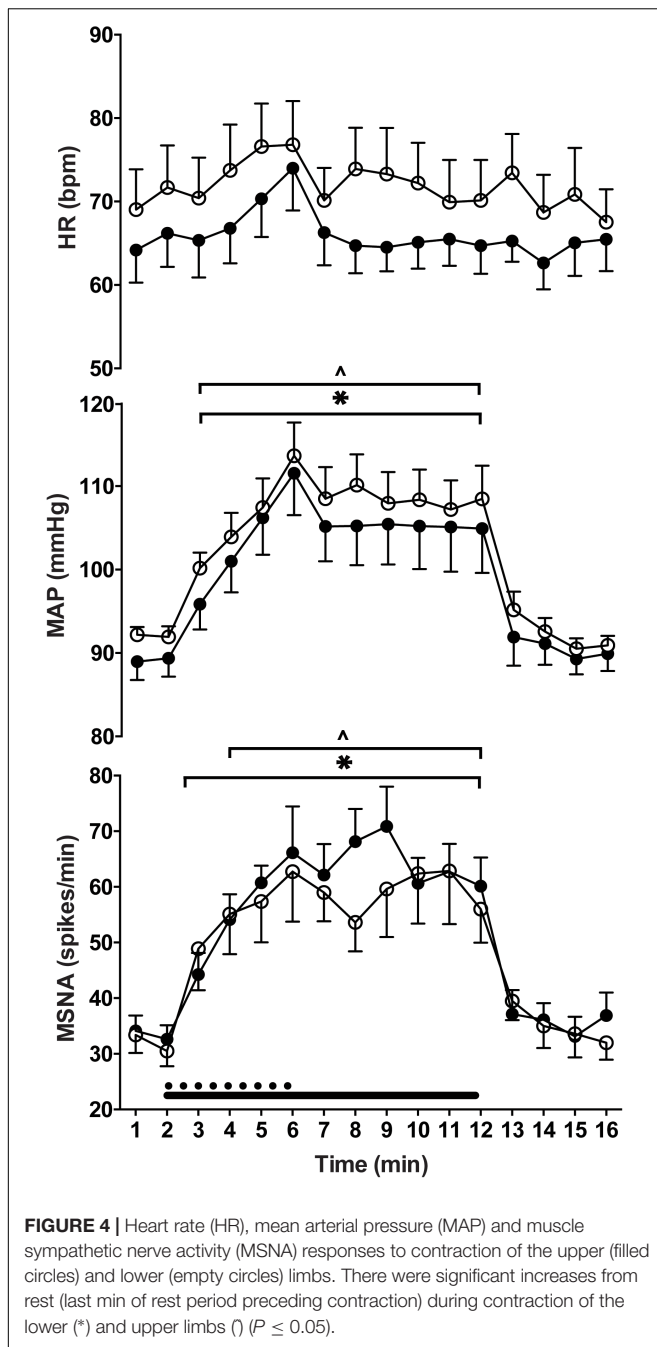 90
80
70
60
50
HR (bpm)
^
*
120
110
100
90
80
MAP (mmHg)
^
*
80
70
60
50
40
30
20
MSNA (spikes/min)
1 2 3 4 5 6 7 8 9 10 11 12 13 14 15 16
Time (min)
FIGURE 4 | Heart rate (HR), mean arterial pressure (MAP) and muscle
sympathetic nerve activity (MSNA) responses to contraction of the upper (filled
circles) and lower (empty circles) limbs. There were significant increases from
rest (last min of rest period preceding contraction) during contraction of the
lower (*) and upper limbs (ˆ) (P ≤ 0.05).